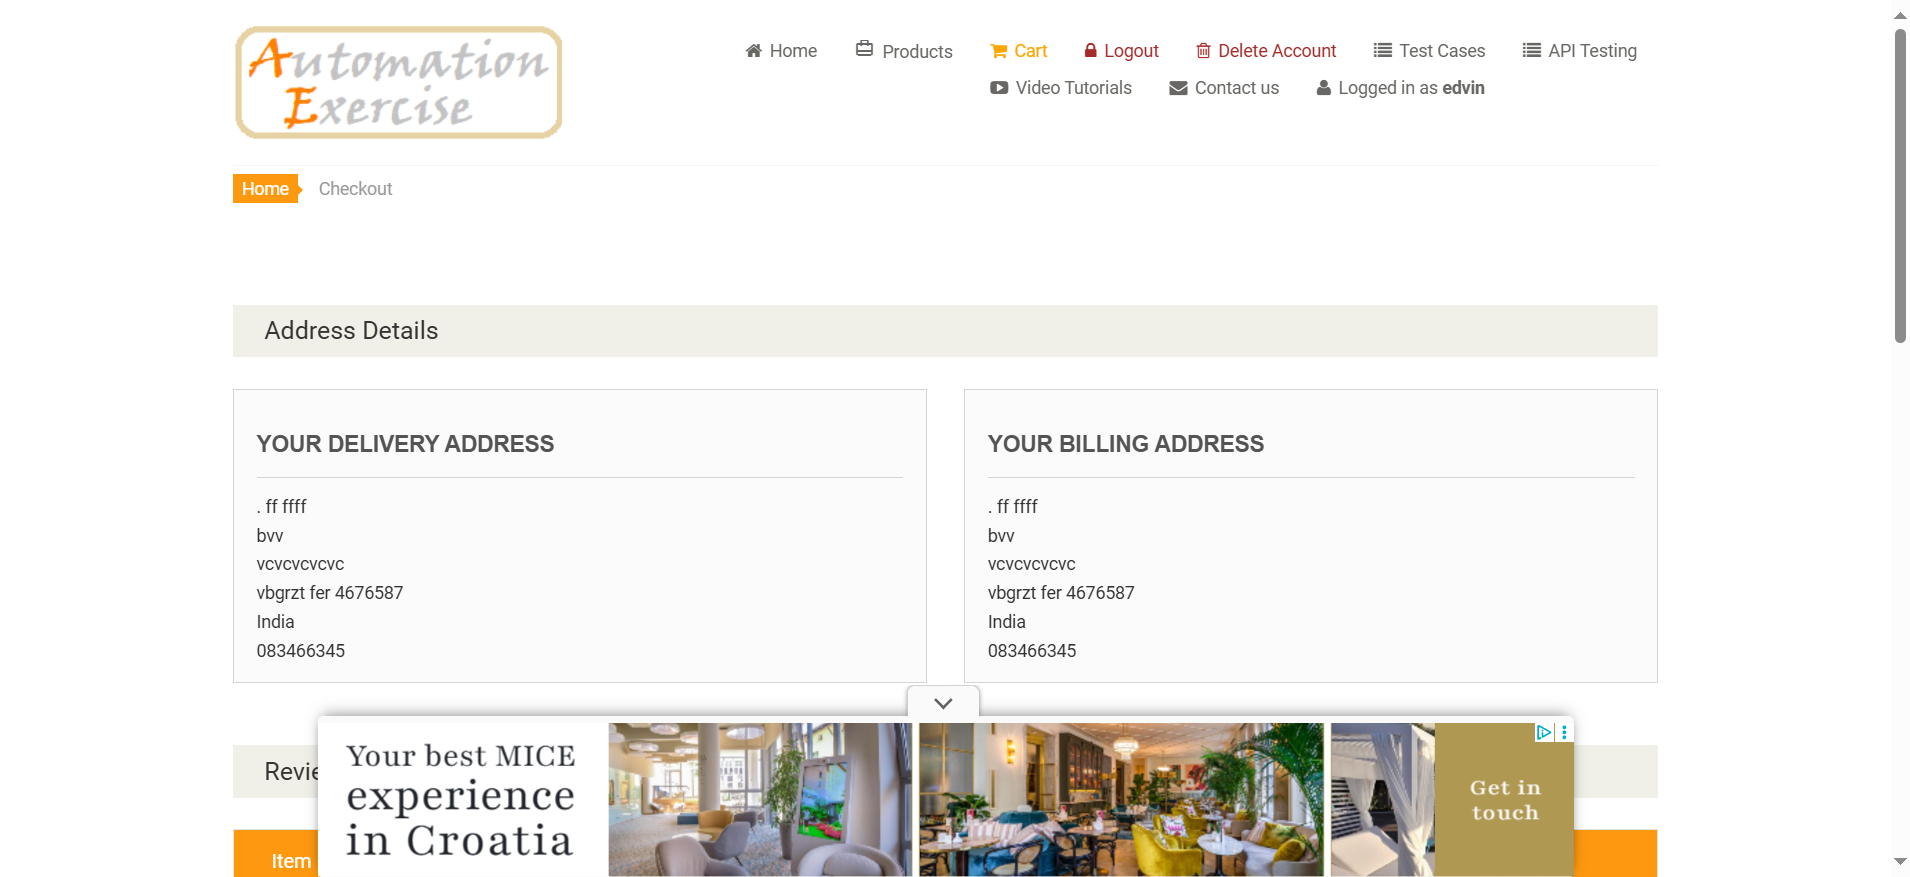 Automation
Exercise
Home
Products
Cart
Logout
Delete Account
Test Cases
API Testing
Video Tutorials
Contact us
Logged in as edvin
Home
Checkout
Address Details
YOUR DELIVERY ADDRESS
. ff ffff
bvv
vcvcvcvcvc
vbgrzt fer 4676587
India
083466345
YOUR BILLING ADDRESS
. ff ffff
bvv
vcvcvcvcvc
vbgrzt fer 4676587
India
083466345
Revie
Item
Your best MICE
experience
in Croatia
Get in
touch